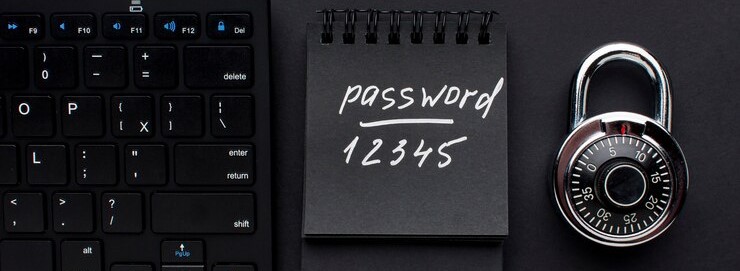 F9 F10 F11 F12 Del
) 0 _ - + = delete
O P { [ X } ] | \
L : ; " ' enter return
< , > . ? / shift
alt PgUp
password
12345
0 5 10 15 20 25 30 35